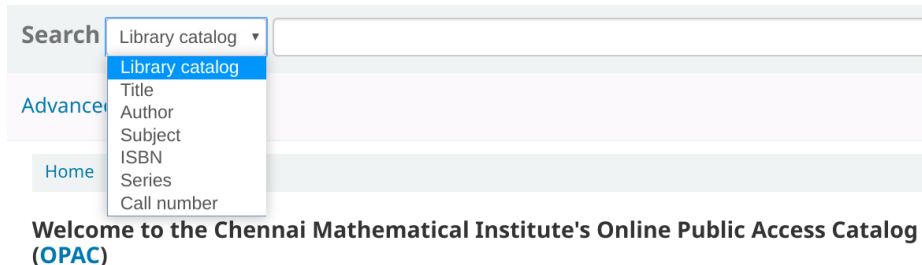 Search Library catalog ▼
Library catalog
Title
Author
Subject
ISBN
Series
Call number
Home
Welcome to the Chennai Mathematical Institute's Online Public Access Catalog
(OPAC)